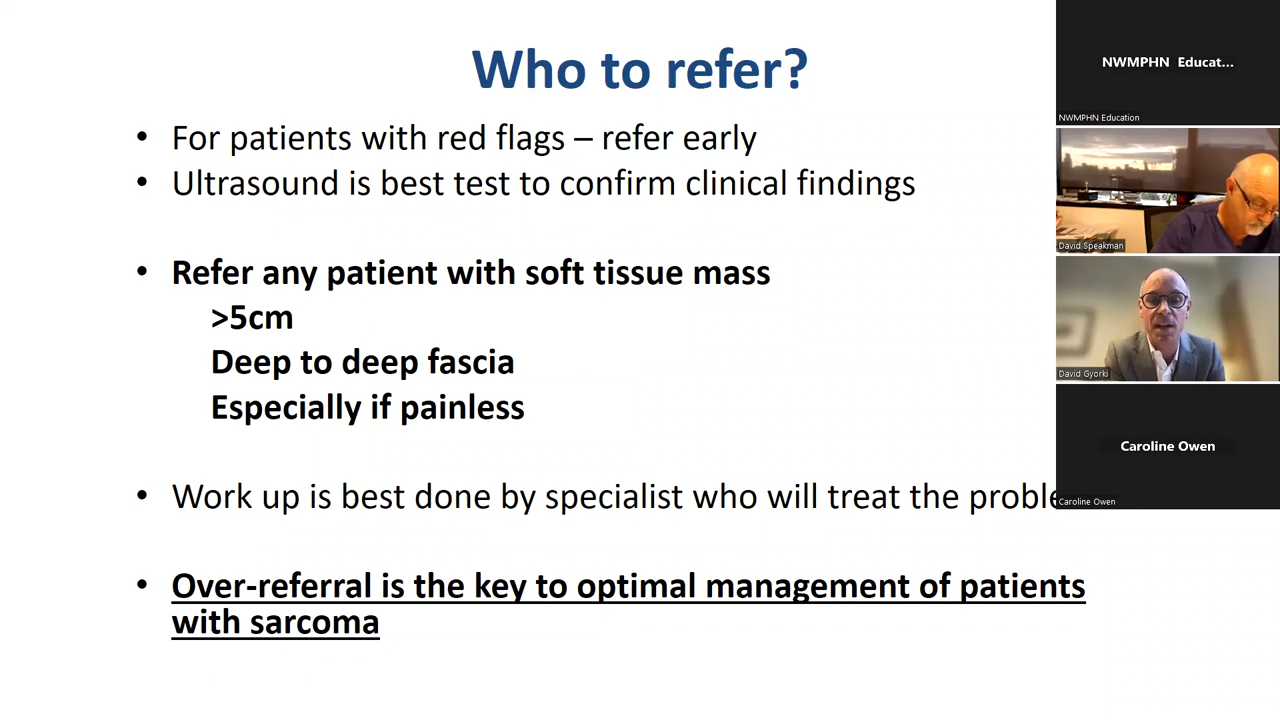 Who to refer?
• For patients with red flags – refer early
• Ultrasound is best test to confirm clinical findings
• Refer any patient with soft tissue mass
>5cm
Deep to deep fascia
Especially if painless
• Work up is best done by specialist who will treat the proble
• Over-referral is the key to optimal management of patients
with sarcoma
NWMPHN Educat...
NWMPHN Education
David Speakman
David Gyorki
Caroline Owen
Caroline Owen